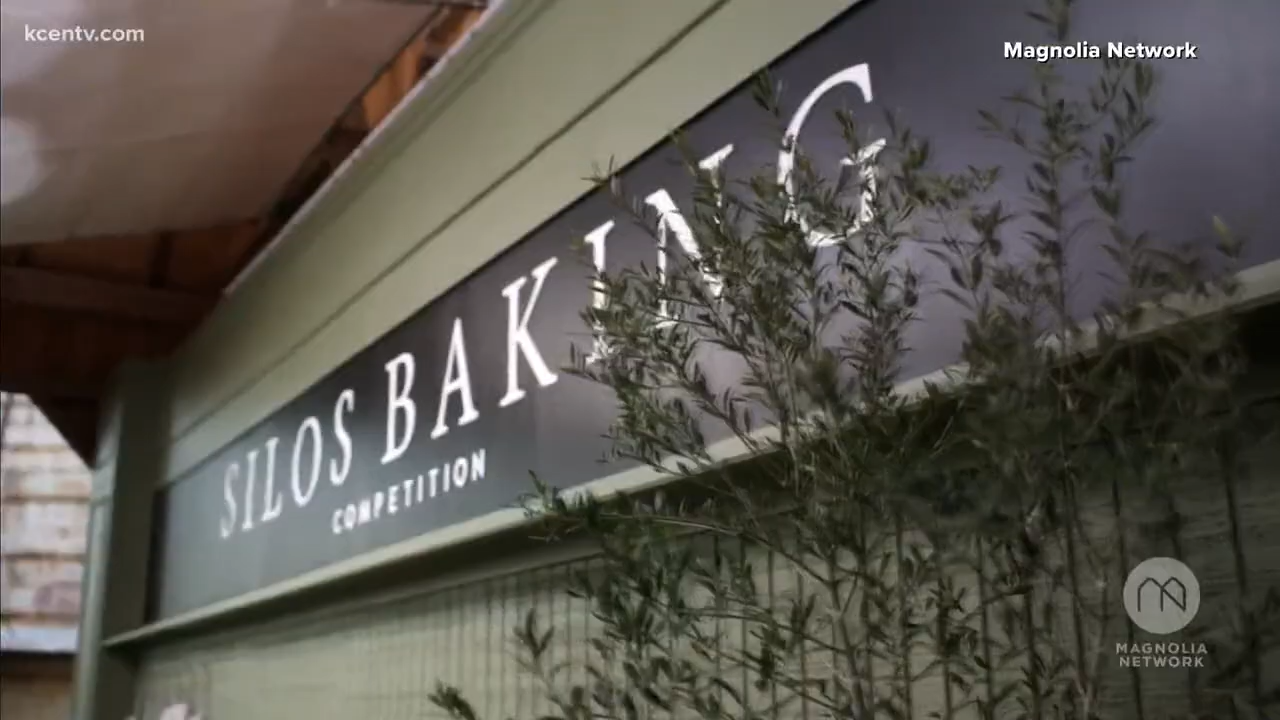 kcentv.com
Magnolia Network
SILOS BAKING
COMPETITION
MAGNOLIA
NETWORK